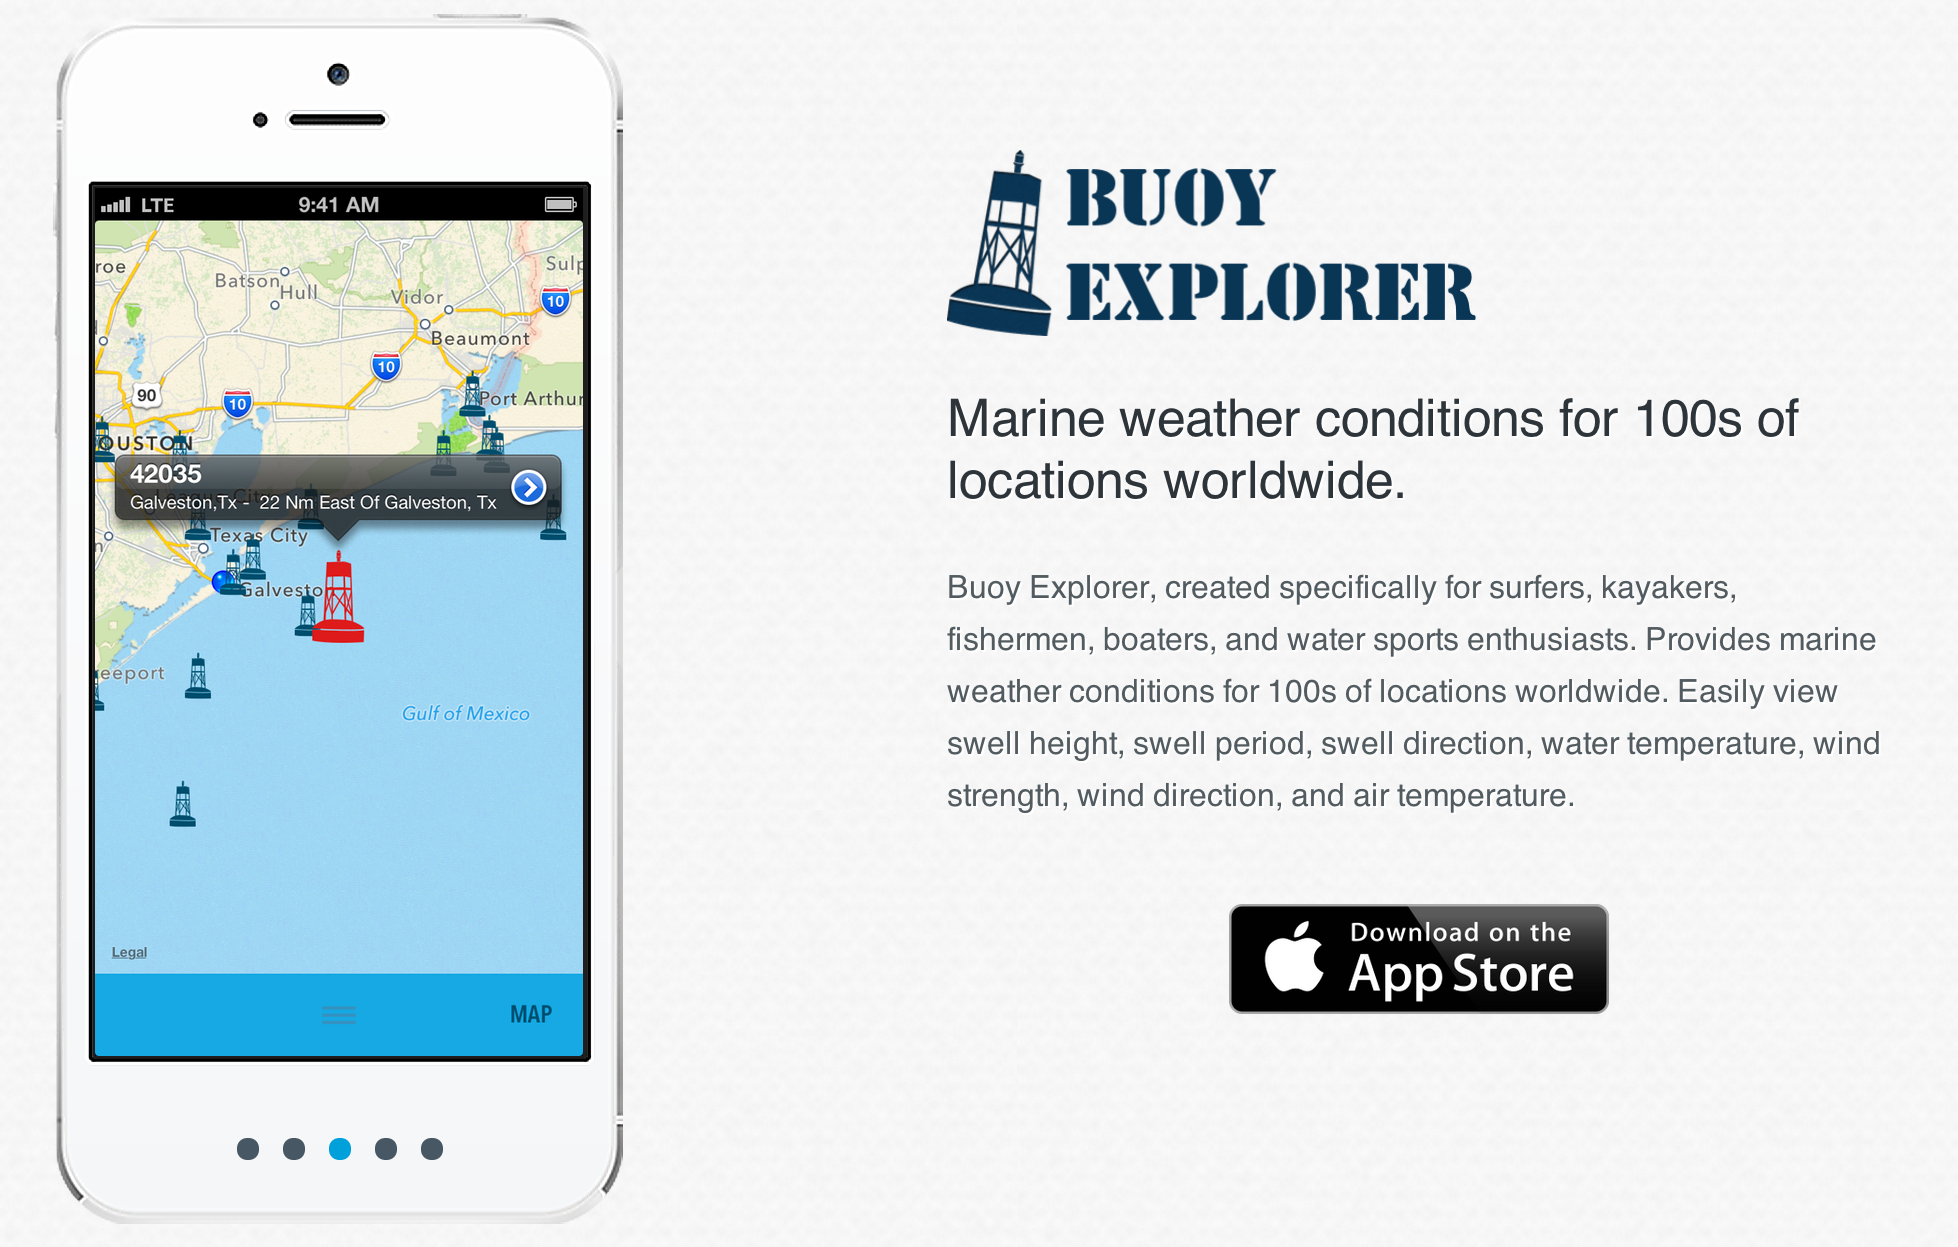 LTE 9:41 AM
roe
Batson
Hull
Vidor
Sulp
10
Beaumont
10
90
10
Port Arthur
OUSTON
42035
Galveston,Tx - 22 Nm East Of Galveston, Tx
Texas City
n
Galvesto
eeport
Gulf of Mexico
Legal
MAP
BUOY
EXPLORER
Marine weather conditions for 100s of
locations worldwide.
Buoy Explorer, created specifically for surfers, kayakers,
fishermen, boaters, and water sports enthusiasts. Provides marine
weather conditions for 100s of locations worldwide. Easily view
swell height, swell period, swell direction, water temperature, wind
strength, wind direction, and air temperature.
Download on the
App Store